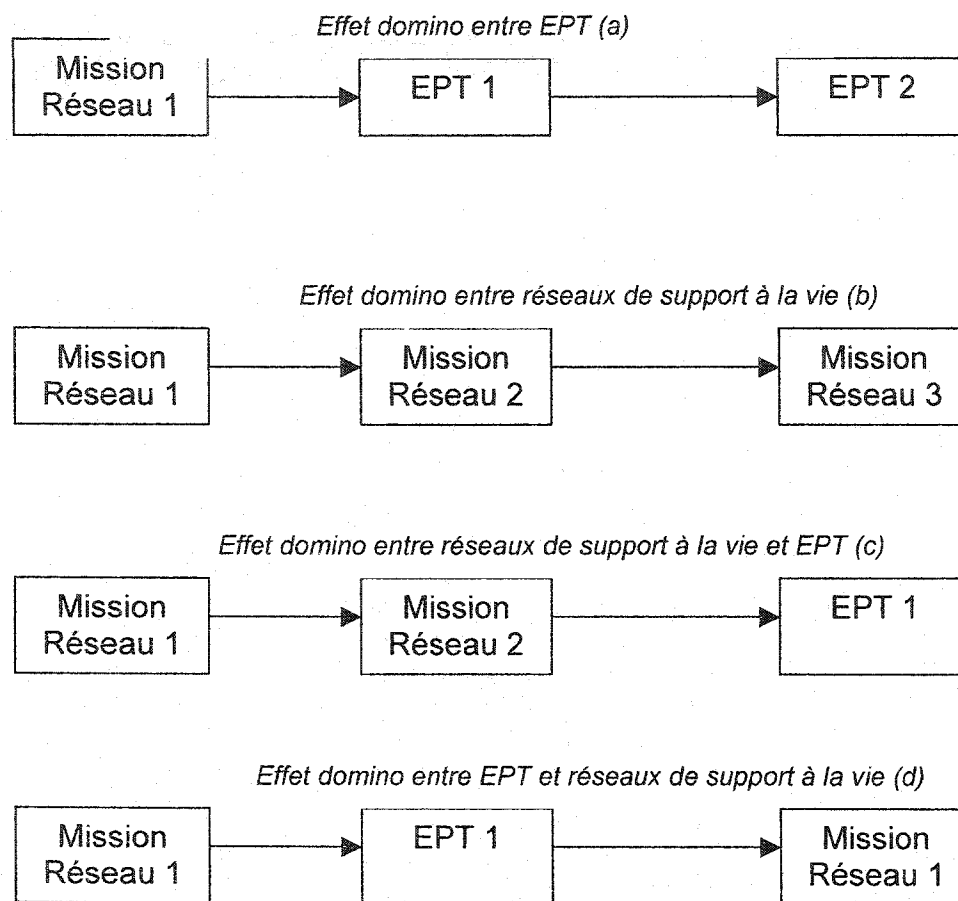 Effet domino entre EPT (a)
Mission
Réseau 1
EPT 1
EPT 2
Effet domino entre réseaux de support à la vie (b)
Mission
Réseau 1
Mission
Réseau 2
Mission
Réseau 3
Effet domino entre réseaux de support à la vie et EPT (c)
Mission
Réseau 1
Mission
Réseau 2
EPT 1
Effet domino entre EPT et réseaux de support à la vie (d)
Mission
Réseau 1
EPT 1
Mission
Réseau 1